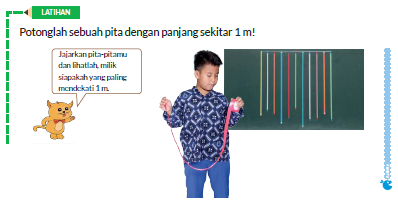 LATIHAN
Potonglah sebuah pita dengan panjang sekitar 1 m!
Jajarkan pita-pitamu
dan lihatlah, milik
siapakah yang paling
mendekati 1 m.